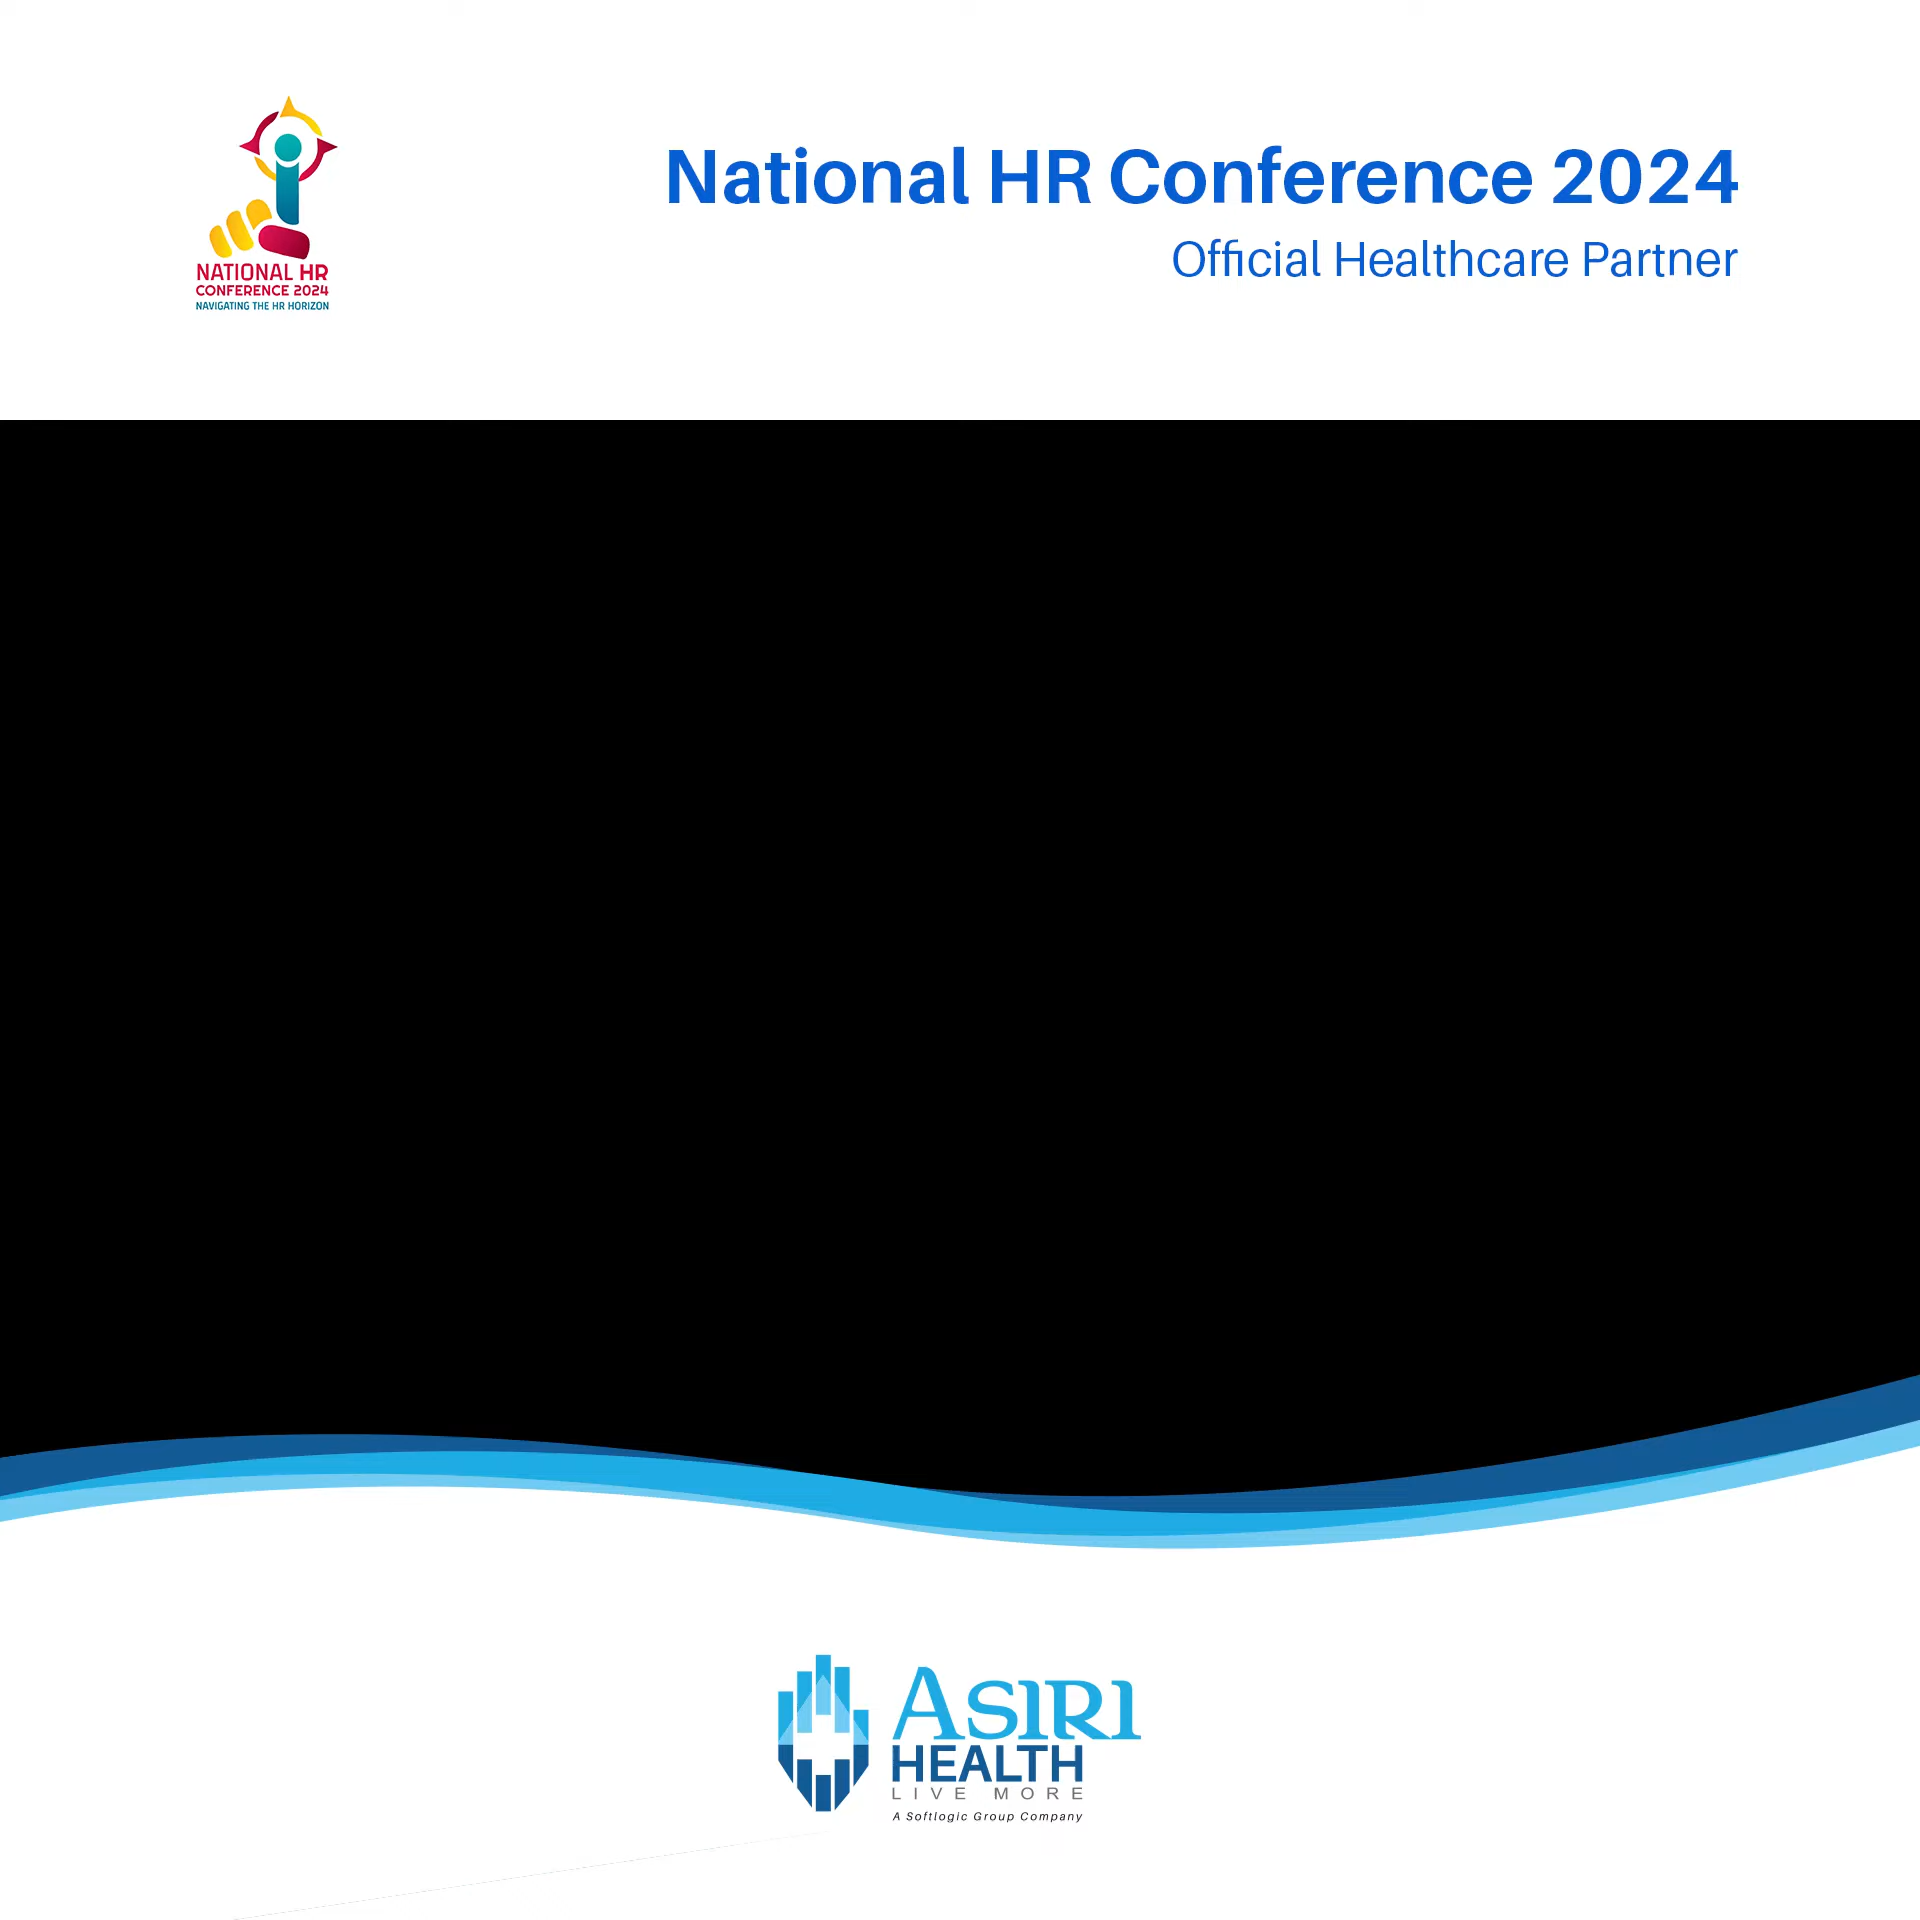 NATIONAL HR
CONFERENCE 2024
NAVIGATING THE HR HORIZON
National HR Conference 2024
Official Healthcare Partner
ASIRI
HEALTH
LIVE MORE
A Softlogic Group Company